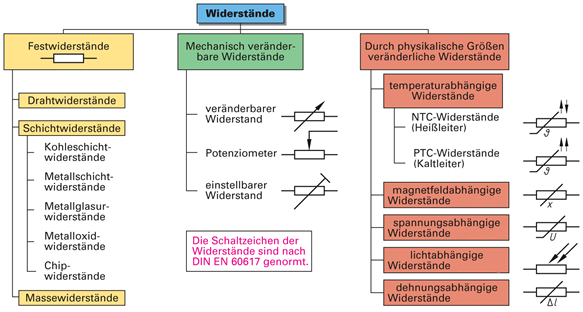 Widerstände
Festwiderstände
Drahtwiderstände
Schichtwiderstände
Kohleschicht-
widerstände
Metallschicht-
widerstände
Metallglasur-
widerstände
Metalloxid-
widerstände
Chip-
widerstände
Massewiderstände
Mechanisch veränder-
bare Widerstände
veränderbarer
Widerstand
Potenziometer
einstellbarer
Widerstand
Die Schaltzeichen der
Widerstände sind nach
DIN EN 60617 genormt.
Durch physikalische Größen
veränderliche Widerstände
temperaturabhängige
Widerstände
NTC-Widerstände
(Heißleiter)
ϑ
PTC-Widerstände
(Kaltleiter)
ϑ
magnetfeldabhängige
Widerstände
x
spannungsabhängige
Widerstände
U
lichtabhängige
Widerstände
dehnungsabhängige
Widerstände
Δl